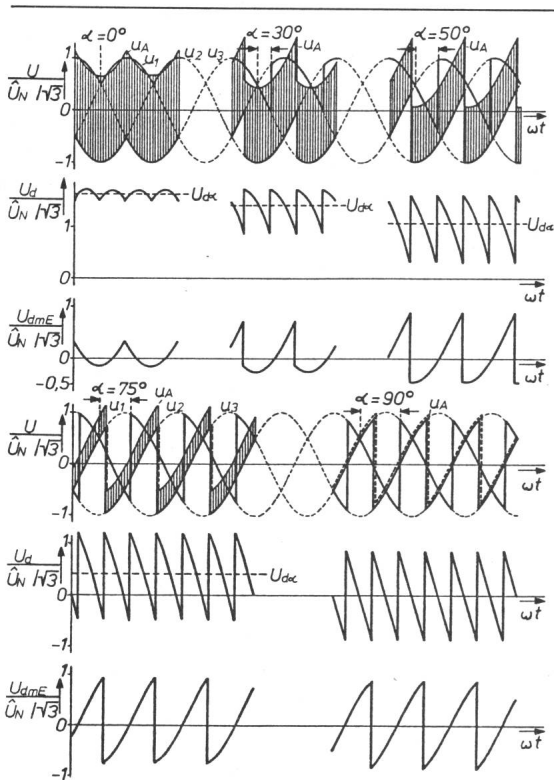 α=0° α=30° α=50°
u_A u_1 u_2 u_3 u_A u_A
U
Û_N /√3
1
0
-1
ωt
U_d
Û_N /√3
1
0
U_dα U_dα U_dα
ωt
U_dmE
Û_N /√3
1
0
-0,5
ωt
α=75° α=90°
u_1 u_A u_2 u_3 u_A
U
Û_N /√3
1
0
-1
ωt
U_d
Û_N /√3
1
0
-1
U_dα
ωt
U_dmE
Û_N /√3
1
0
-1
ωt